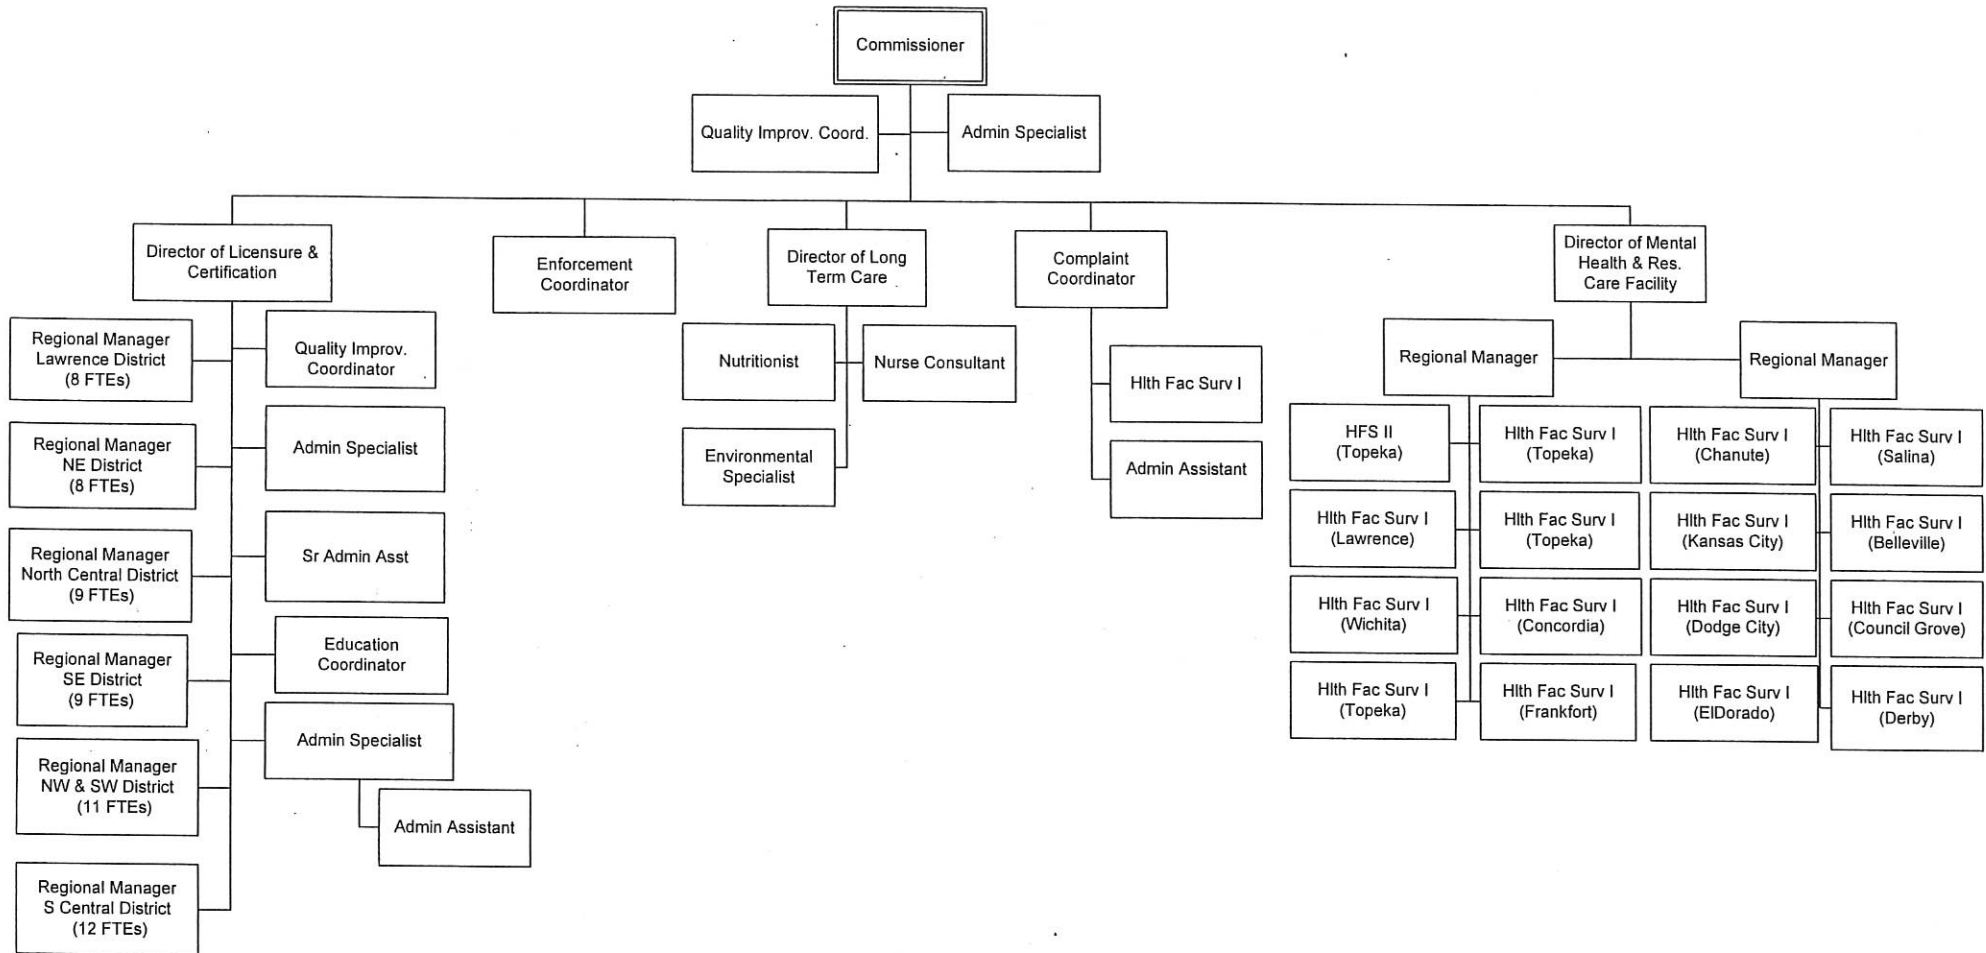 Commissioner
Quality Improv. Coord.
Admin Specialist
Director of Licensure &
Certification
Enforcement
Coordinator
Director of Long
Term Care
Complaint
Coordinator
Director of Mental
Health & Res.
Care Facility
Regional Manager
Lawrence District
(8 FTEs)
Quality Improv.
Coordinator
Regional Manager
NE District
(8 FTEs)
Admin Specialist
Regional Manager
North Central District
(9 FTEs)
Sr Admin Asst
Regional Manager
SE District
(9 FTEs)
Education
Coordinator
Regional Manager
NW & SW District
(11 FTEs)
Admin Specialist
Admin Assistant
Regional Manager
S Central District
(12 FTEs)
Nutritionist
Nurse Consultant
Environmental
Specialist
Hlth Fac Surv I
Admin Assistant
Regional Manager
Regional Manager
HFS II
(Topeka)
Hlth Fac Surv I
(Topeka)
Hlth Fac Surv I
(Chanute)
Hlth Fac Surv I
(Salina)
Hlth Fac Surv I
(Lawrence)
Hlth Fac Surv I
(Topeka)
Hlth Fac Surv I
(Kansas City)
Hlth Fac Surv I
(Belleville)
Hlth Fac Surv I
(Wichita)
Hlth Fac Surv I
(Concordia)
Hlth Fac Surv I
(Dodge City)
Hlth Fac Surv I
(Council Grove)
Hlth Fac Surv I
(Topeka)
Hlth Fac Surv I
(Frankfort)
Hlth Fac Surv I
(ElDorado)
Hlth Fac Surv I
(Derby)